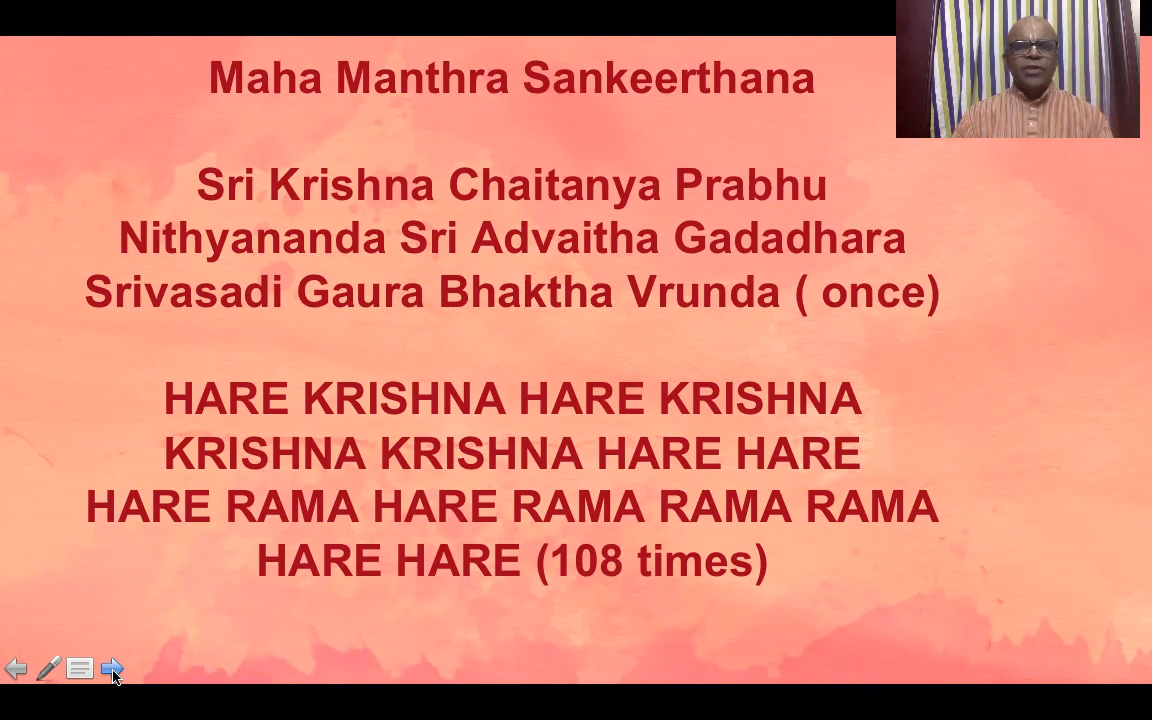 Maha Manthra Sankeerthana
Sri Krishna Chaitanya Prabhu
Nithyananda Sri Advaitha Gadadhara
Srivasadi Gaura Bhaktha Vrunda ( once)
HARE KRISHNA HARE KRISHNA
KRISHNA KRISHNA HARE HARE
HARE RAMA HARE RAMA RAMA RAMA
HARE HARE (108 times)